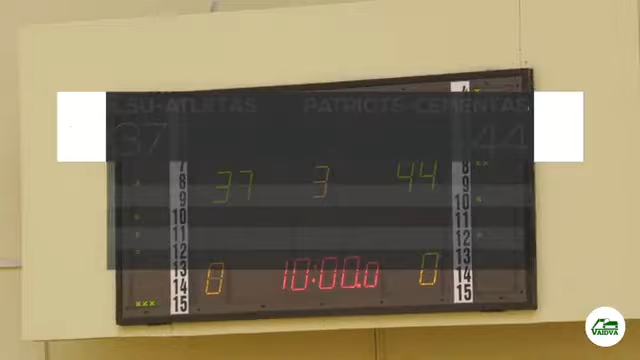 LSU-ATLETAS PATRIOTS-CEMENTAS
37 44
7
8 8
9 9
37 3 44
10 10
11 11
12 12
13 13
14 14
15 15
8 10:00.0 0
VAIDVA